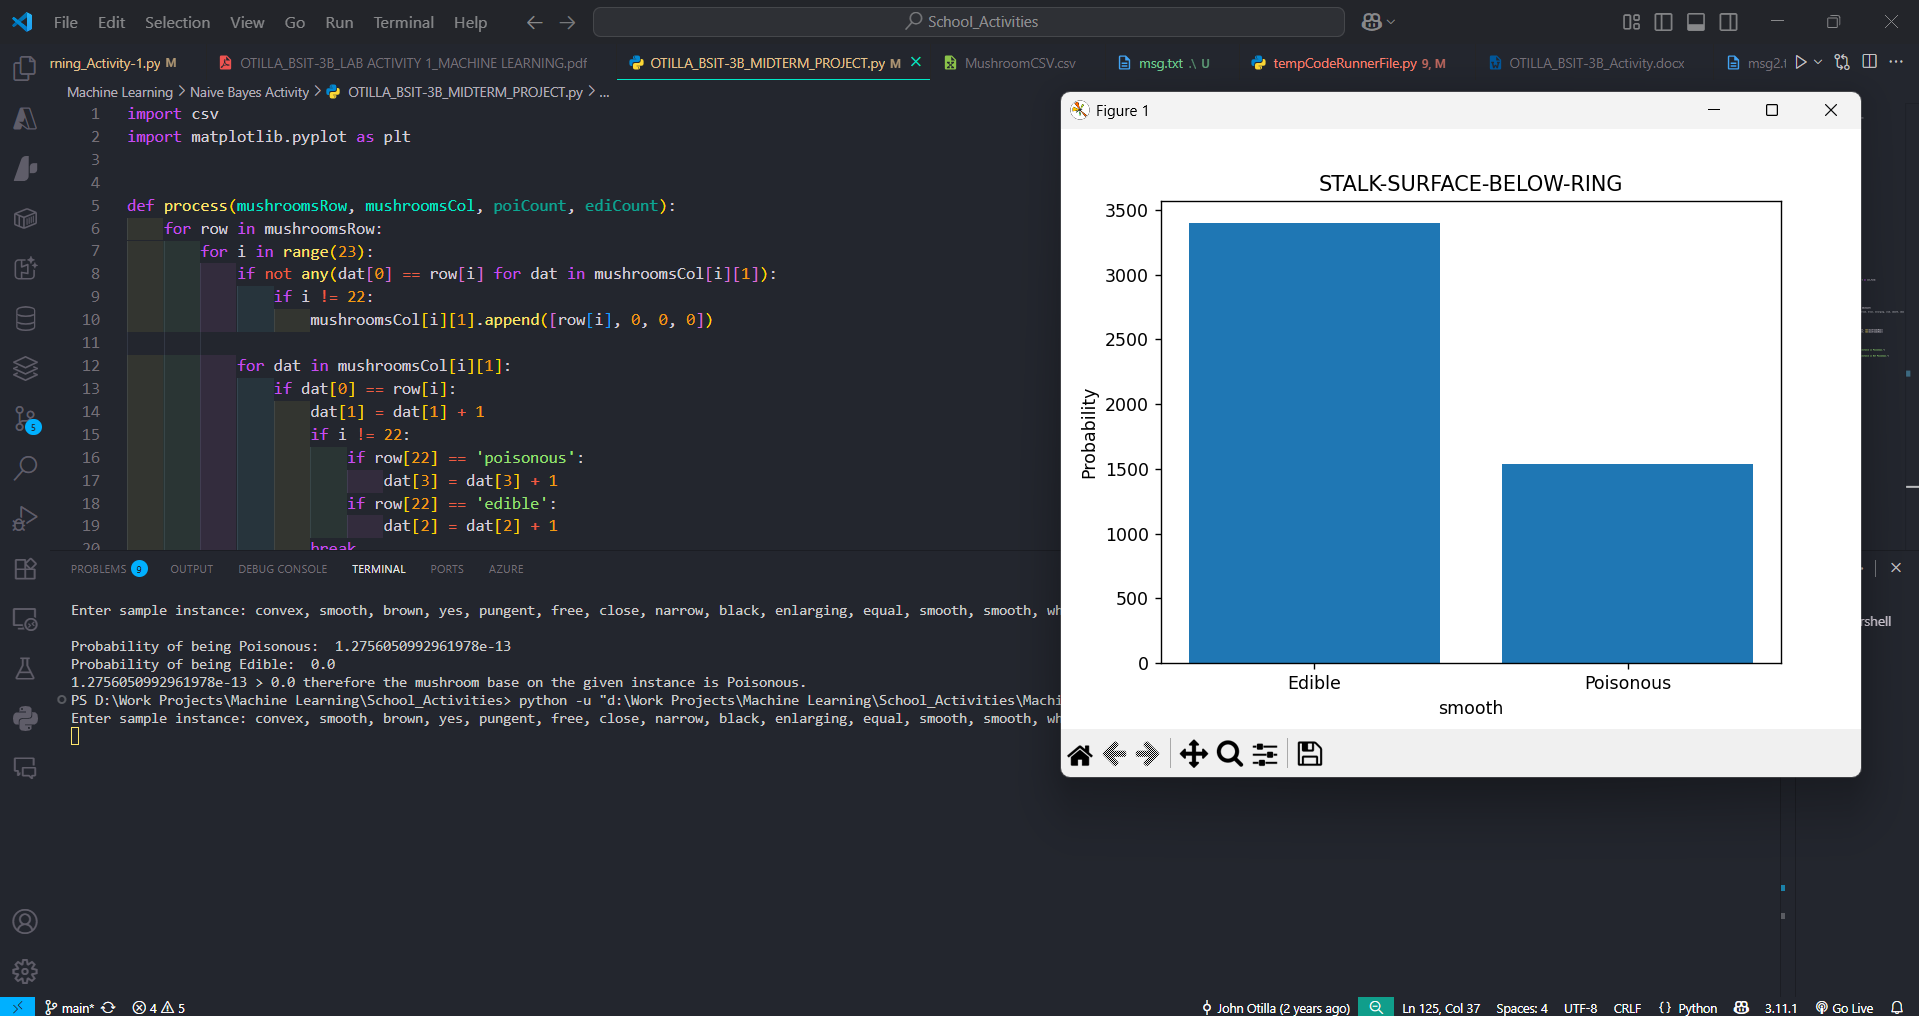 File Edit Selection View Go Run Terminal Help
School_Activities
rning_Activity-1.py M
OTILLA_BSIT-3B_LAB ACTIVITY 1_MACHINE LEARNING.pdf
OTILLA_BSIT-3B_MIDTERM_PROJECT.py M
MushroomCSV.csv
msg.txt .\ U
tempCodeRunnerFile.py 9, M
OTILLA_BSIT-3B_Activity.docx
msg2.t
Machine Learning > Naive Bayes Activity > OTILLA_BSIT-3B_MIDTERM_PROJECT.py > ...
1 import csv
2 import matplotlib.pyplot as plt
3
4
5 def process(mushroomsRow, mushroomsCol, poiCount, ediCount):
6 for row in mushroomsRow:
7 for i in range(23):
8 if not any(dat[0] == row[i] for dat in mushroomsCol[i][1]):
9 if i != 22:
10 mushroomsCol[i][1].append([row[i], 0, 0, 0])
11
12 for dat in mushroomsCol[i][1]:
13 if dat[0] == row[i]:
14 dat[1] = dat[1] + 1
15 if i != 22:
16 if row[22] == 'poisonous':
17 dat[3] = dat[3] + 1
18 if row[22] == 'edible':
19 dat[2] = dat[2] + 1
20 break
PROBLEMS 9 OUTPUT DEBUG CONSOLE TERMINAL PORTS AZURE
Enter sample instance: convex, smooth, brown, yes, pungent, free, close, narrow, black, enlarging, equal, smooth, smooth, wh
Probability of being Poisonous: 1.2756050992961978e-13
Probability of being Edible: 0.0
1.2756050992961978e-13 > 0.0 therefore the mushroom base on the given instance is Poisonous.
PS D:\Work Projects\Machine Learning\School_Activities> python -u "d:\Work Projects\Machine Learning\School_Activities\Machi
Enter sample instance: convex, smooth, brown, yes, pungent, free, close, narrow, black, enlarging, equal, smooth, smooth, wh
rshell
Figure 1
STALK-SURFACE-BELOW-RING
3500
3000
2500
2000
1500
1000
500
0
Probability
Edible Poisonous
smooth
5
main* 4 5
John Otilla (2 years ago) Ln 125, Col 37 Spaces: 4 UTF-8 CRLF {} Python 3.11.1 Go Live